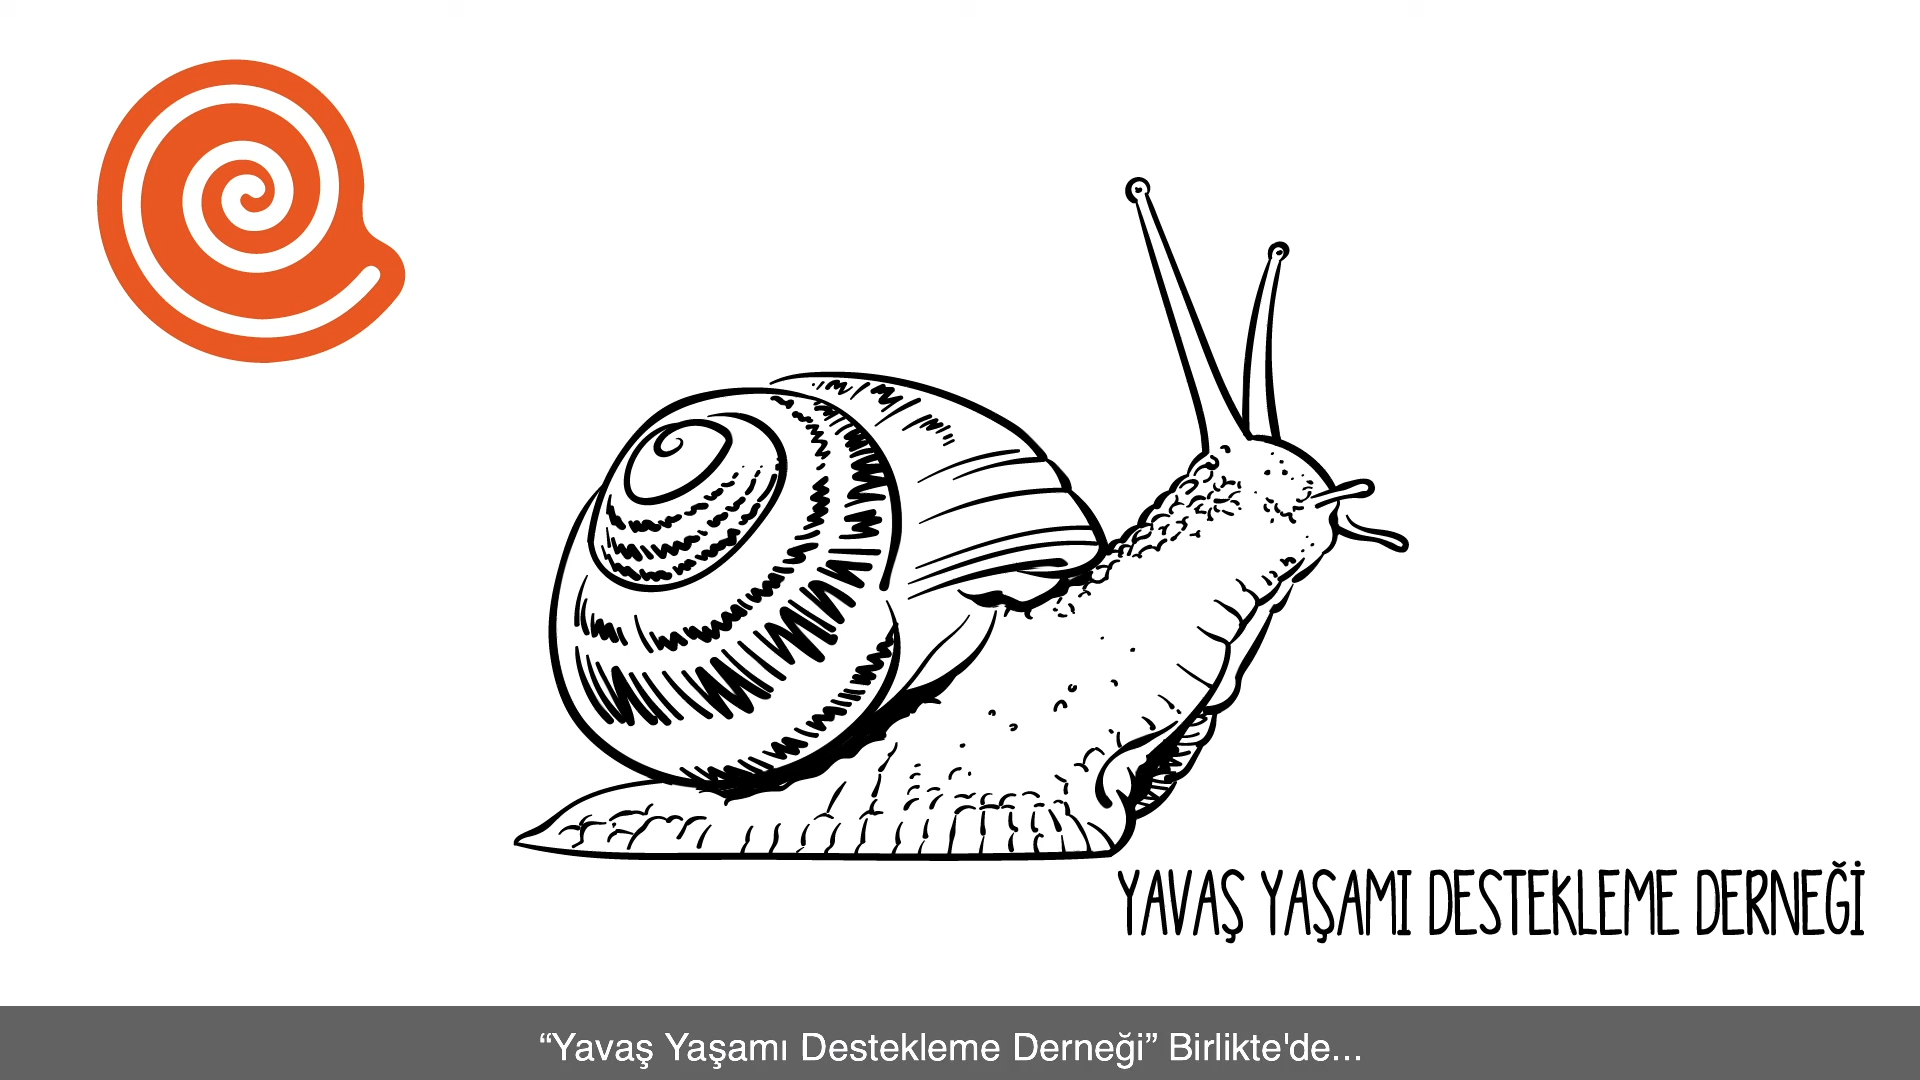 YAVAŞ YAŞAMI DESTEKLEME DERNEĞİ
“Yavaş Yaşamı Destekleme Derneği” Birlikte'de...